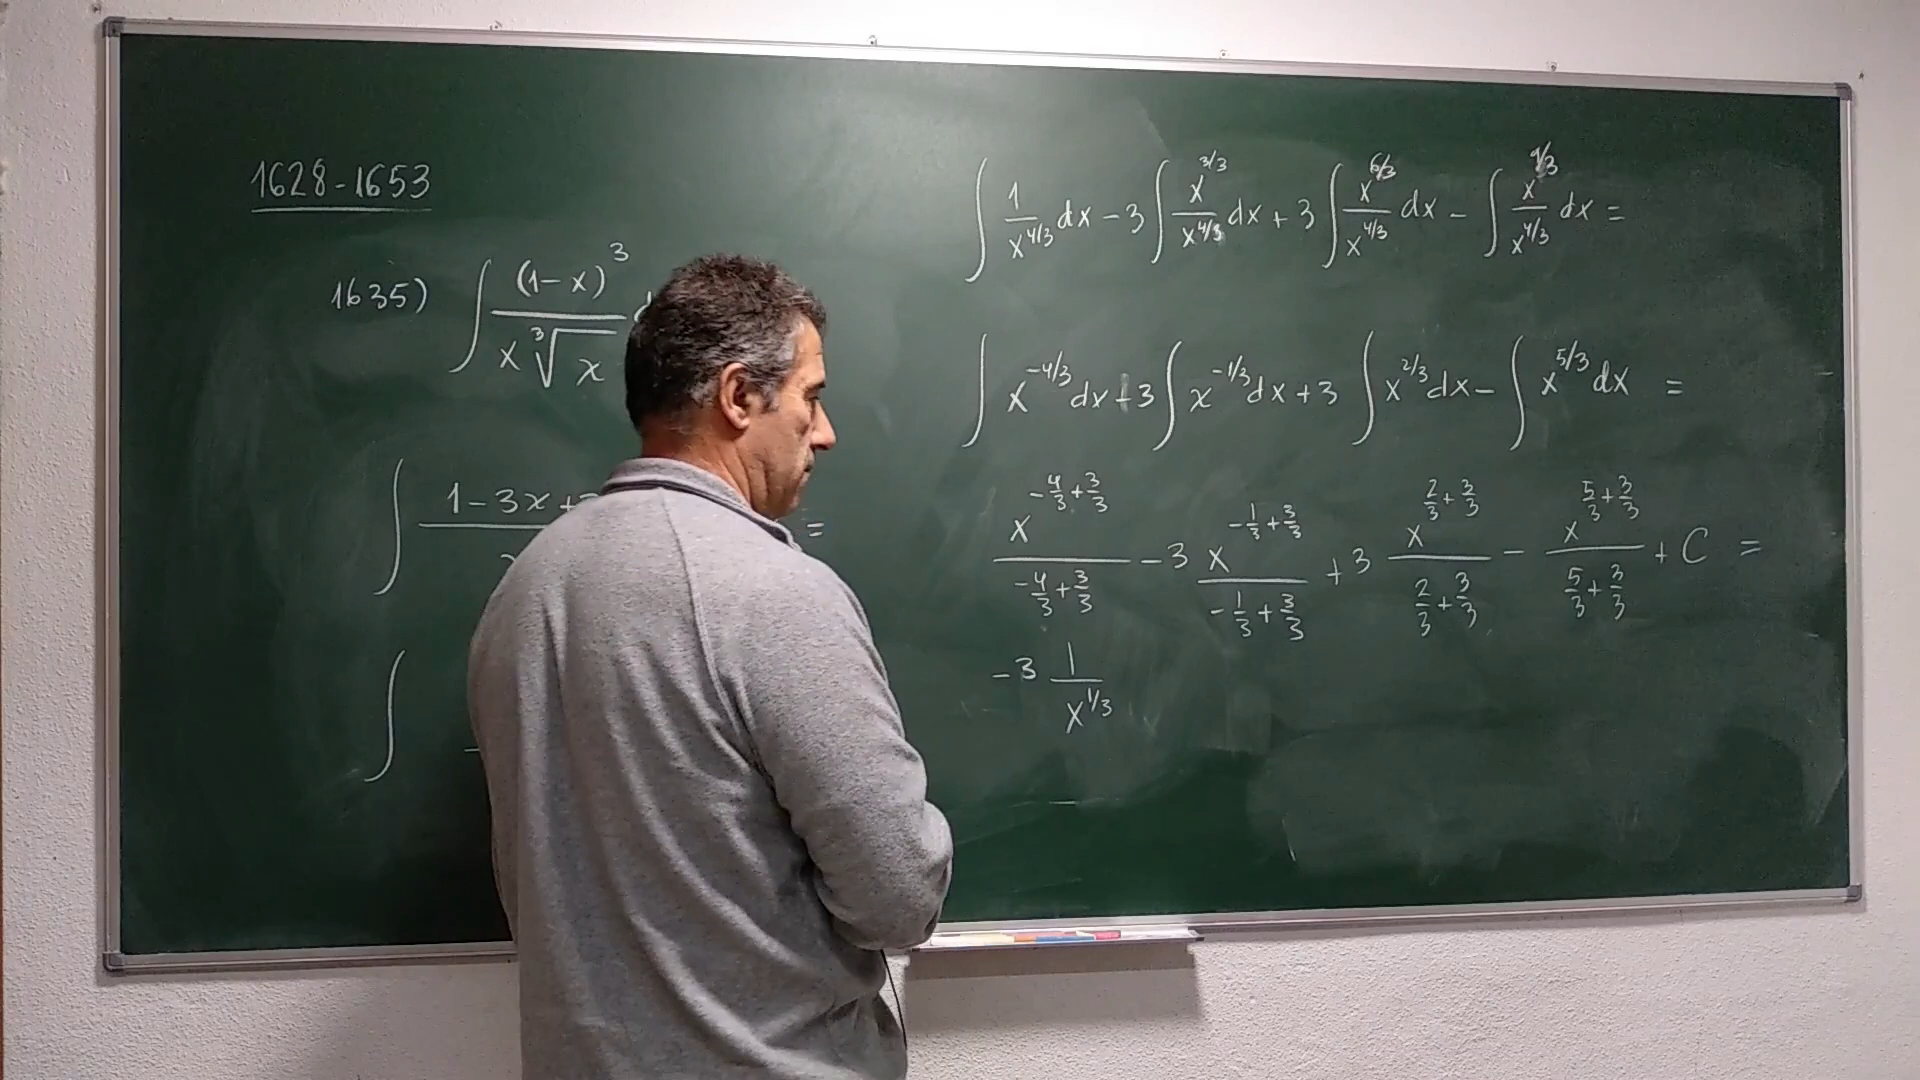 1628-1653
1635) ∫ (1-x)³ / x ∛x
∫ 1-3x+ =
∫
∫ 1/x^4/3 dx - 3 ∫ x^3/3 / x^4/3 dx + 3 ∫ x^6/3 / x^4/3 dx - ∫ x^9/3 / x^4/3 dx =
∫ x^-4/3 dx - 3 ∫ x^-1/3 dx + 3 ∫ x^2/3 dx - ∫ x^5/3 dx =
x^(-4/3+3/3) / (-4/3+3/3) - 3 x^(-1/3+3/3) / (-1/3+3/3) + 3 x^(2/3+3/3) / (2/3+3/3) - x^(5/3+3/3) / (5/3+3/3) + C =
-3 1/x^1/3